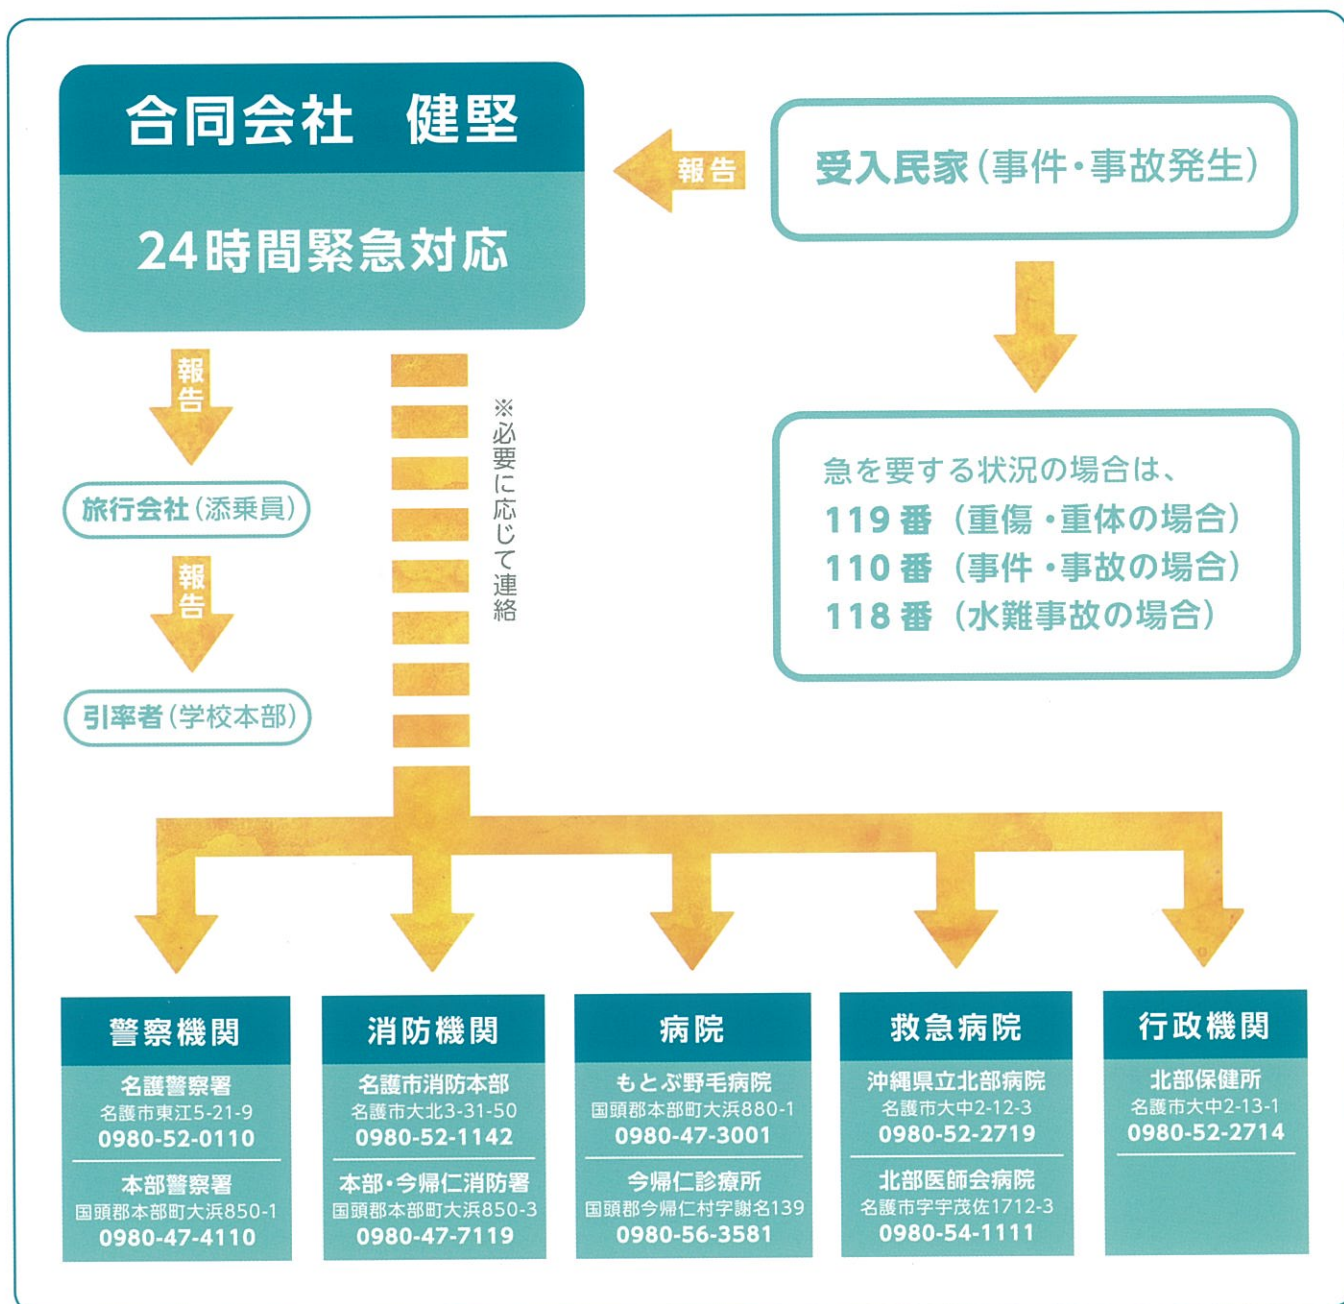 合同会社 健堅
24時間緊急対応
報告
受入民家(事件・事故発生)
急を要する状況の場合は、
119番(重傷・重体の場合)
110番(事件・事故の場合)
118番(水難事故の場合)
報告
旅行会社(添乗員)
報告
引率者(学校本部)
※必要に応じて連絡
警察機関
名護警察署
名護市東江5-21-9
0980-52-0110
本部警察署
国頭郡本部町大浜850-1
0980-47-4110
消防機関
名護市消防本部
名護市大北3-31-50
0980-52-1142
本部・今帰仁消防署
国頭郡本部町大浜850-3
0980-47-7119
病院
もとぶ野毛病院
国頭郡本部町大浜880-1
0980-47-3001
今帰仁診療所
国頭郡今帰仁村字謝名139
0980-56-3581
救急病院
沖縄県立北部病院
名護市大中2-12-3
0980-52-2719
北部医師会病院
名護市字宇茂佐1712-3
0980-54-1111
行政機関
北部保健所
名護市大中2-13-1
0980-52-2714